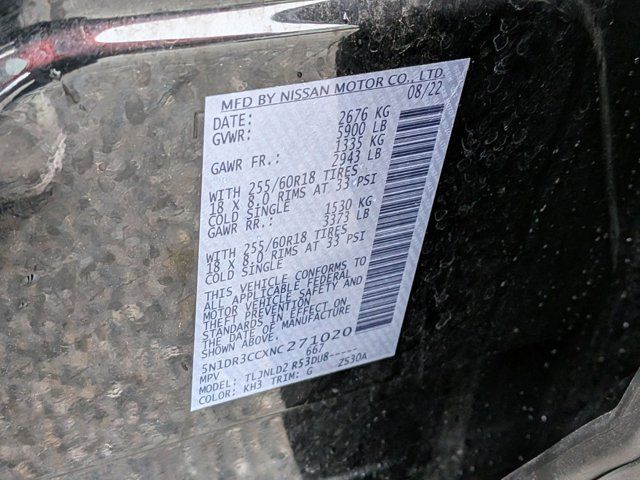 MFD BY NISSAN MOTOR CO., LTD.
DATE: 08/22
GVWR: 2676 KG
5900 LB
GAWR FR.: 1335 KG
2943 LB
WITH 255/60R18 TIRES
18 X 8.0 RIMS AT 33 PSI
COLD SINGLE
GAWR RR.: 1530 KG
3373 LB
WITH 255/60R18 TIRES
18 X 8.0 RIMS AT 33 PSI
COLD SINGLE
THIS VEHICLE CONFORMS TO
ALL APPLICABLE FEDERAL
MOTOR VEHICLE SAFETY AND
THEFT PREVENTION
STANDARDS IN EFFECT ON
THE DATE OF MANUFACTURE
SHOWN ABOVE.
5N1DR3CCXNC271020
MPV 667
MODEL: TLJNLD2 R53DU8-----
COLOR: KH3 TRIM: G ZS30A